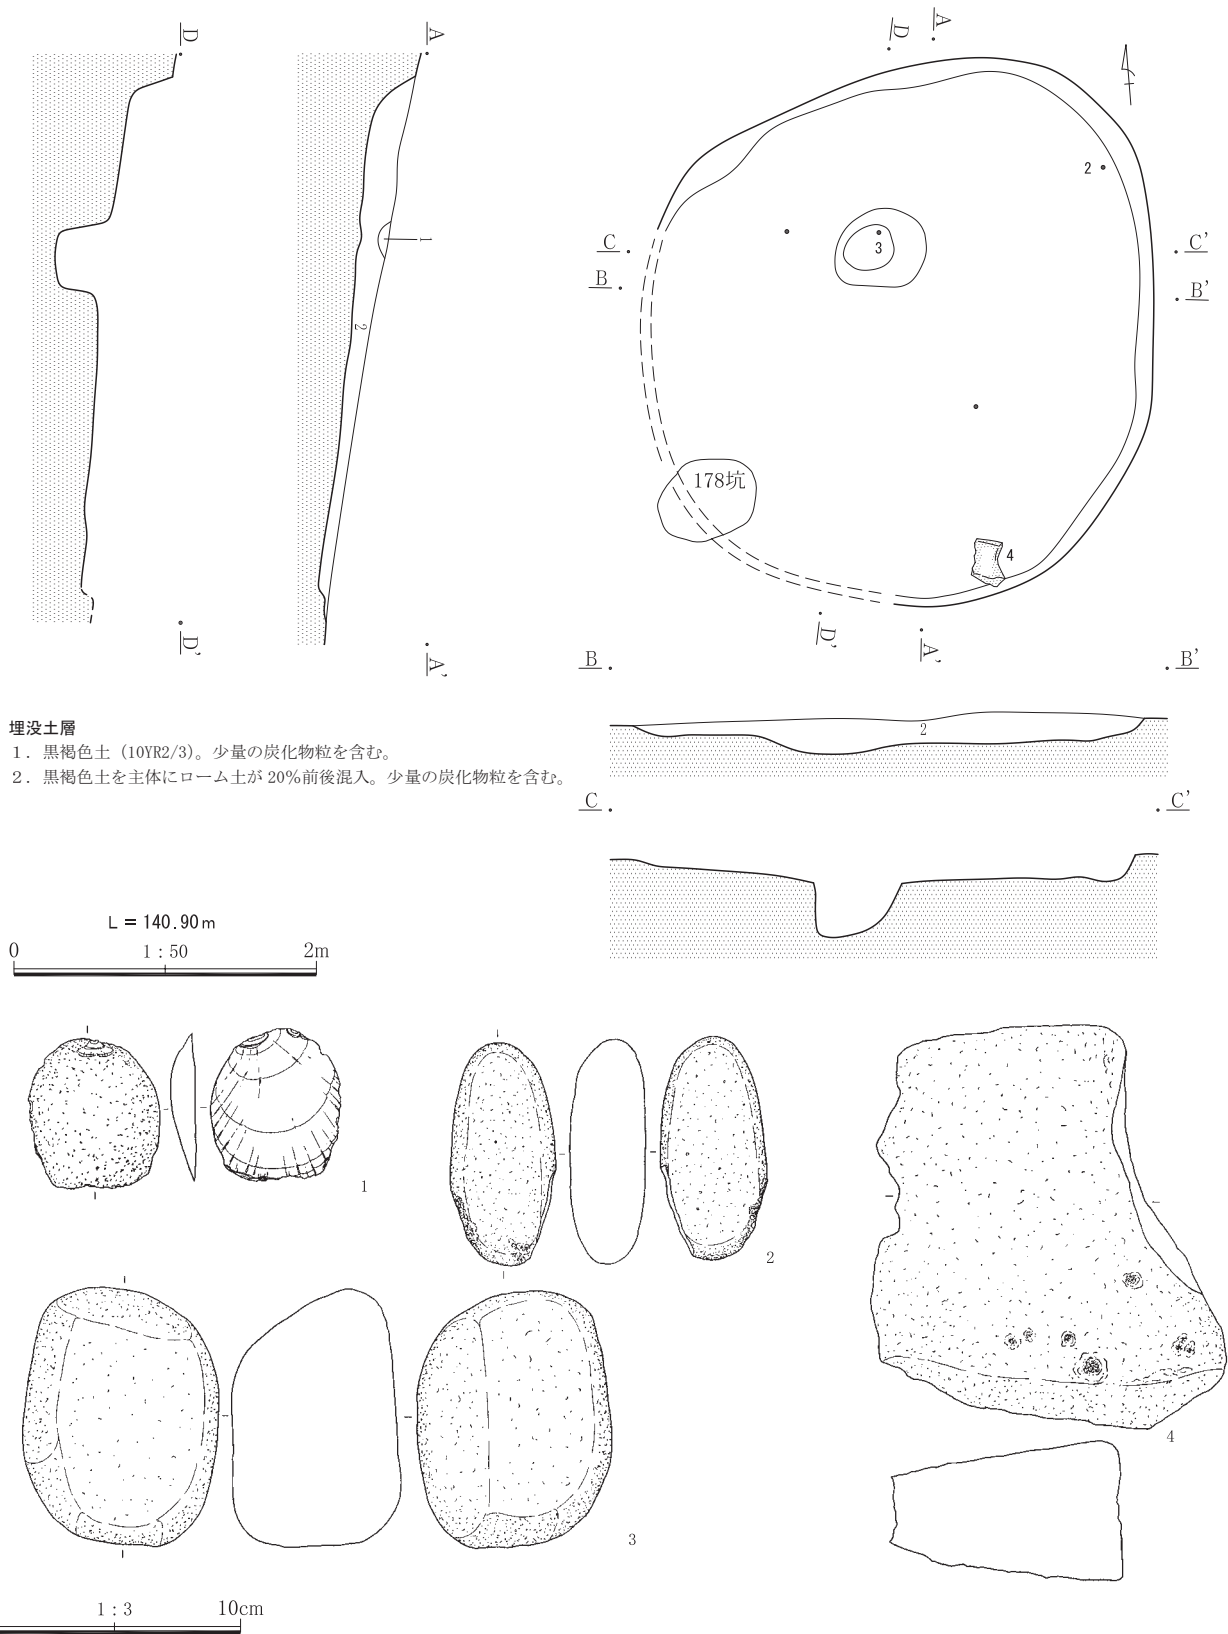 D
A
A
D
2
3
1
C
C'
B
B'
2
178坑
4
D'
A'
D'
A'
B
B'
埋没土層
1．黒褐色土（10YR2/3）。少量の炭化物粒を含む。
2．黒褐色土を主体にローム土が20％前後混入。少量の炭化物粒を含む。
2
C
C'
L = 140.90m
0 1：50 2m
1
2
3
4
1：3 10cm